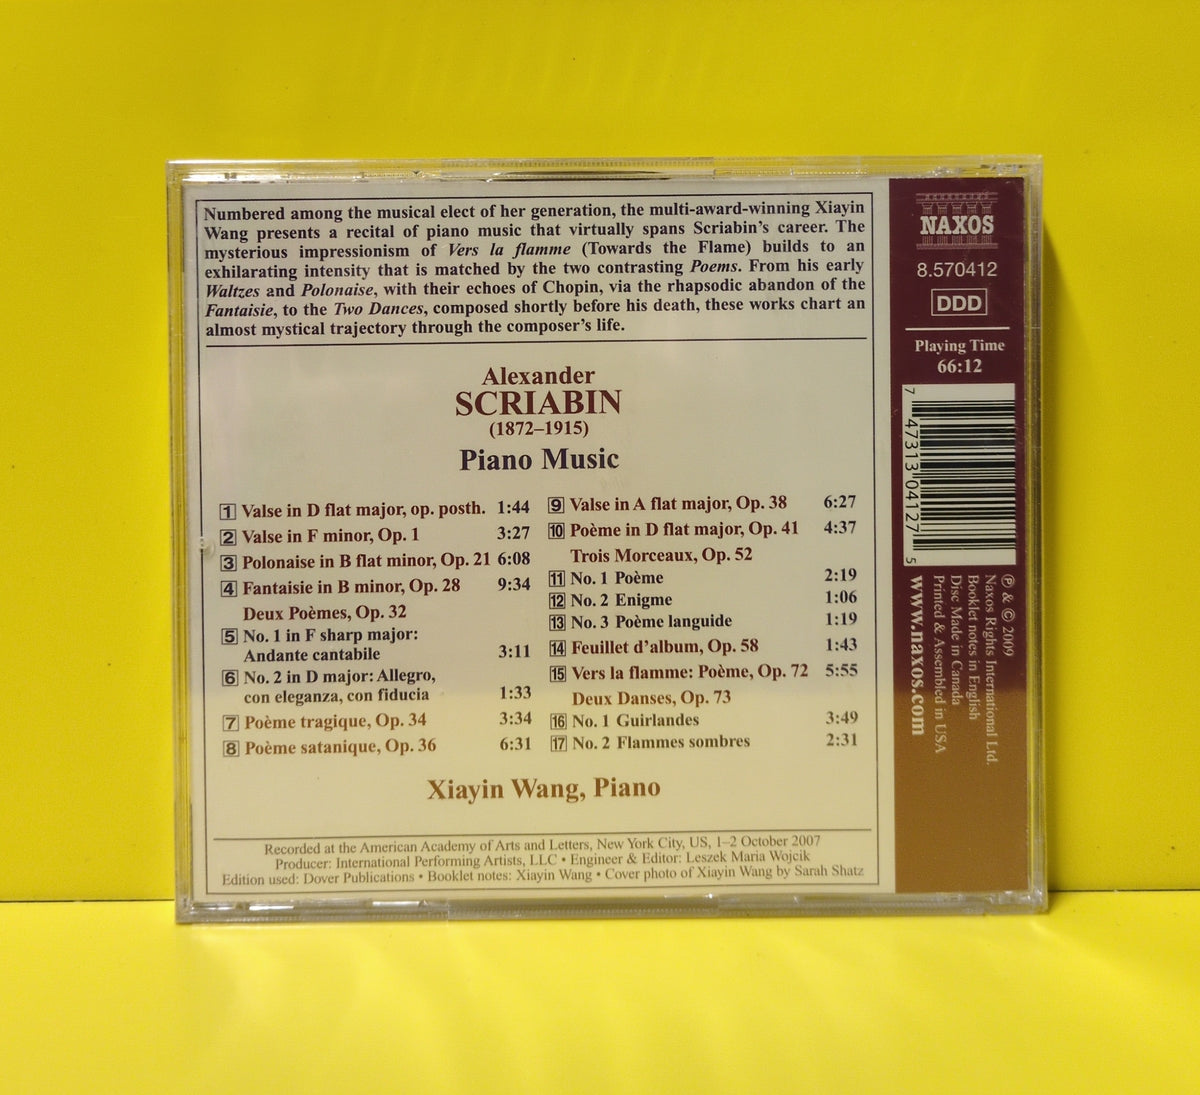 Numbered among the musical elect of her generation, the multi-award-winning Xiayin
Wang presents a recital of piano music that virtually spans Scriabin's career. The
mysterious impressionism of Vers la flamme (Towards the Flame) builds to an
exhilarating intensity that is matched by the two contrasting Poems. From his early
Waltzes and Polonaise, with their echoes of Chopin, via the rhapsodic abandon of the
Fantaisie, to the Two Dances, composed shortly before his death, these works chart an
almost mystical trajectory through the composer's life.
Alexander
SCRIABIN
(1872–1915)
Piano Music
1 Valse in D flat major, op. posth. 1:44
2 Valse in F minor, Op. 1 3:27
3 Polonaise in B flat minor, Op. 21 6:08
4 Fantaisie in B minor, Op. 28 9:34
Deux Poèmes, Op. 32
5 No. 1 in F sharp major:
Andante cantabile 3:11
6 No. 2 in D major: Allegro,
con eleganza, con fiducia 1:33
7 Poème tragique, Op. 34 3:34
8 Poème satanique, Op. 36 6:31
9 Valse in A flat major, Op. 38 6:27
10 Poème in D flat major, Op. 41 4:37
Trois Morceaux, Op. 52
11 No. 1 Poème 2:19
12 No. 2 Enigme 1:06
13 No. 3 Poème languide 1:19
14 Feuillet d'album, Op. 58 1:43
15 Vers la flamme: Poème, Op. 72 5:55
Deux Danses, Op. 73
16 No. 1 Guirlandes 3:49
17 No. 2 Flammes sombres 2:31
Xiayin Wang, Piano
Recorded at the American Academy of Arts and Letters, New York City, US, 1–2 October 2007
Producer: International Performing Artists, LLC • Engineer & Editor: Leszek Maria Wojcik
Edition used: Dover Publications • Booklet notes: Xiayin Wang • Cover photo of Xiayin Wang by Sarah Shatz
NAXOS
8.570412
DDD
Playing Time
66:12
7 47313 04127 5
℗ & © 2009
Naxos Rights International Ltd.
Booklet notes in English
Disc Made in Canada
Printed & Assembled in USA
www.naxos.com